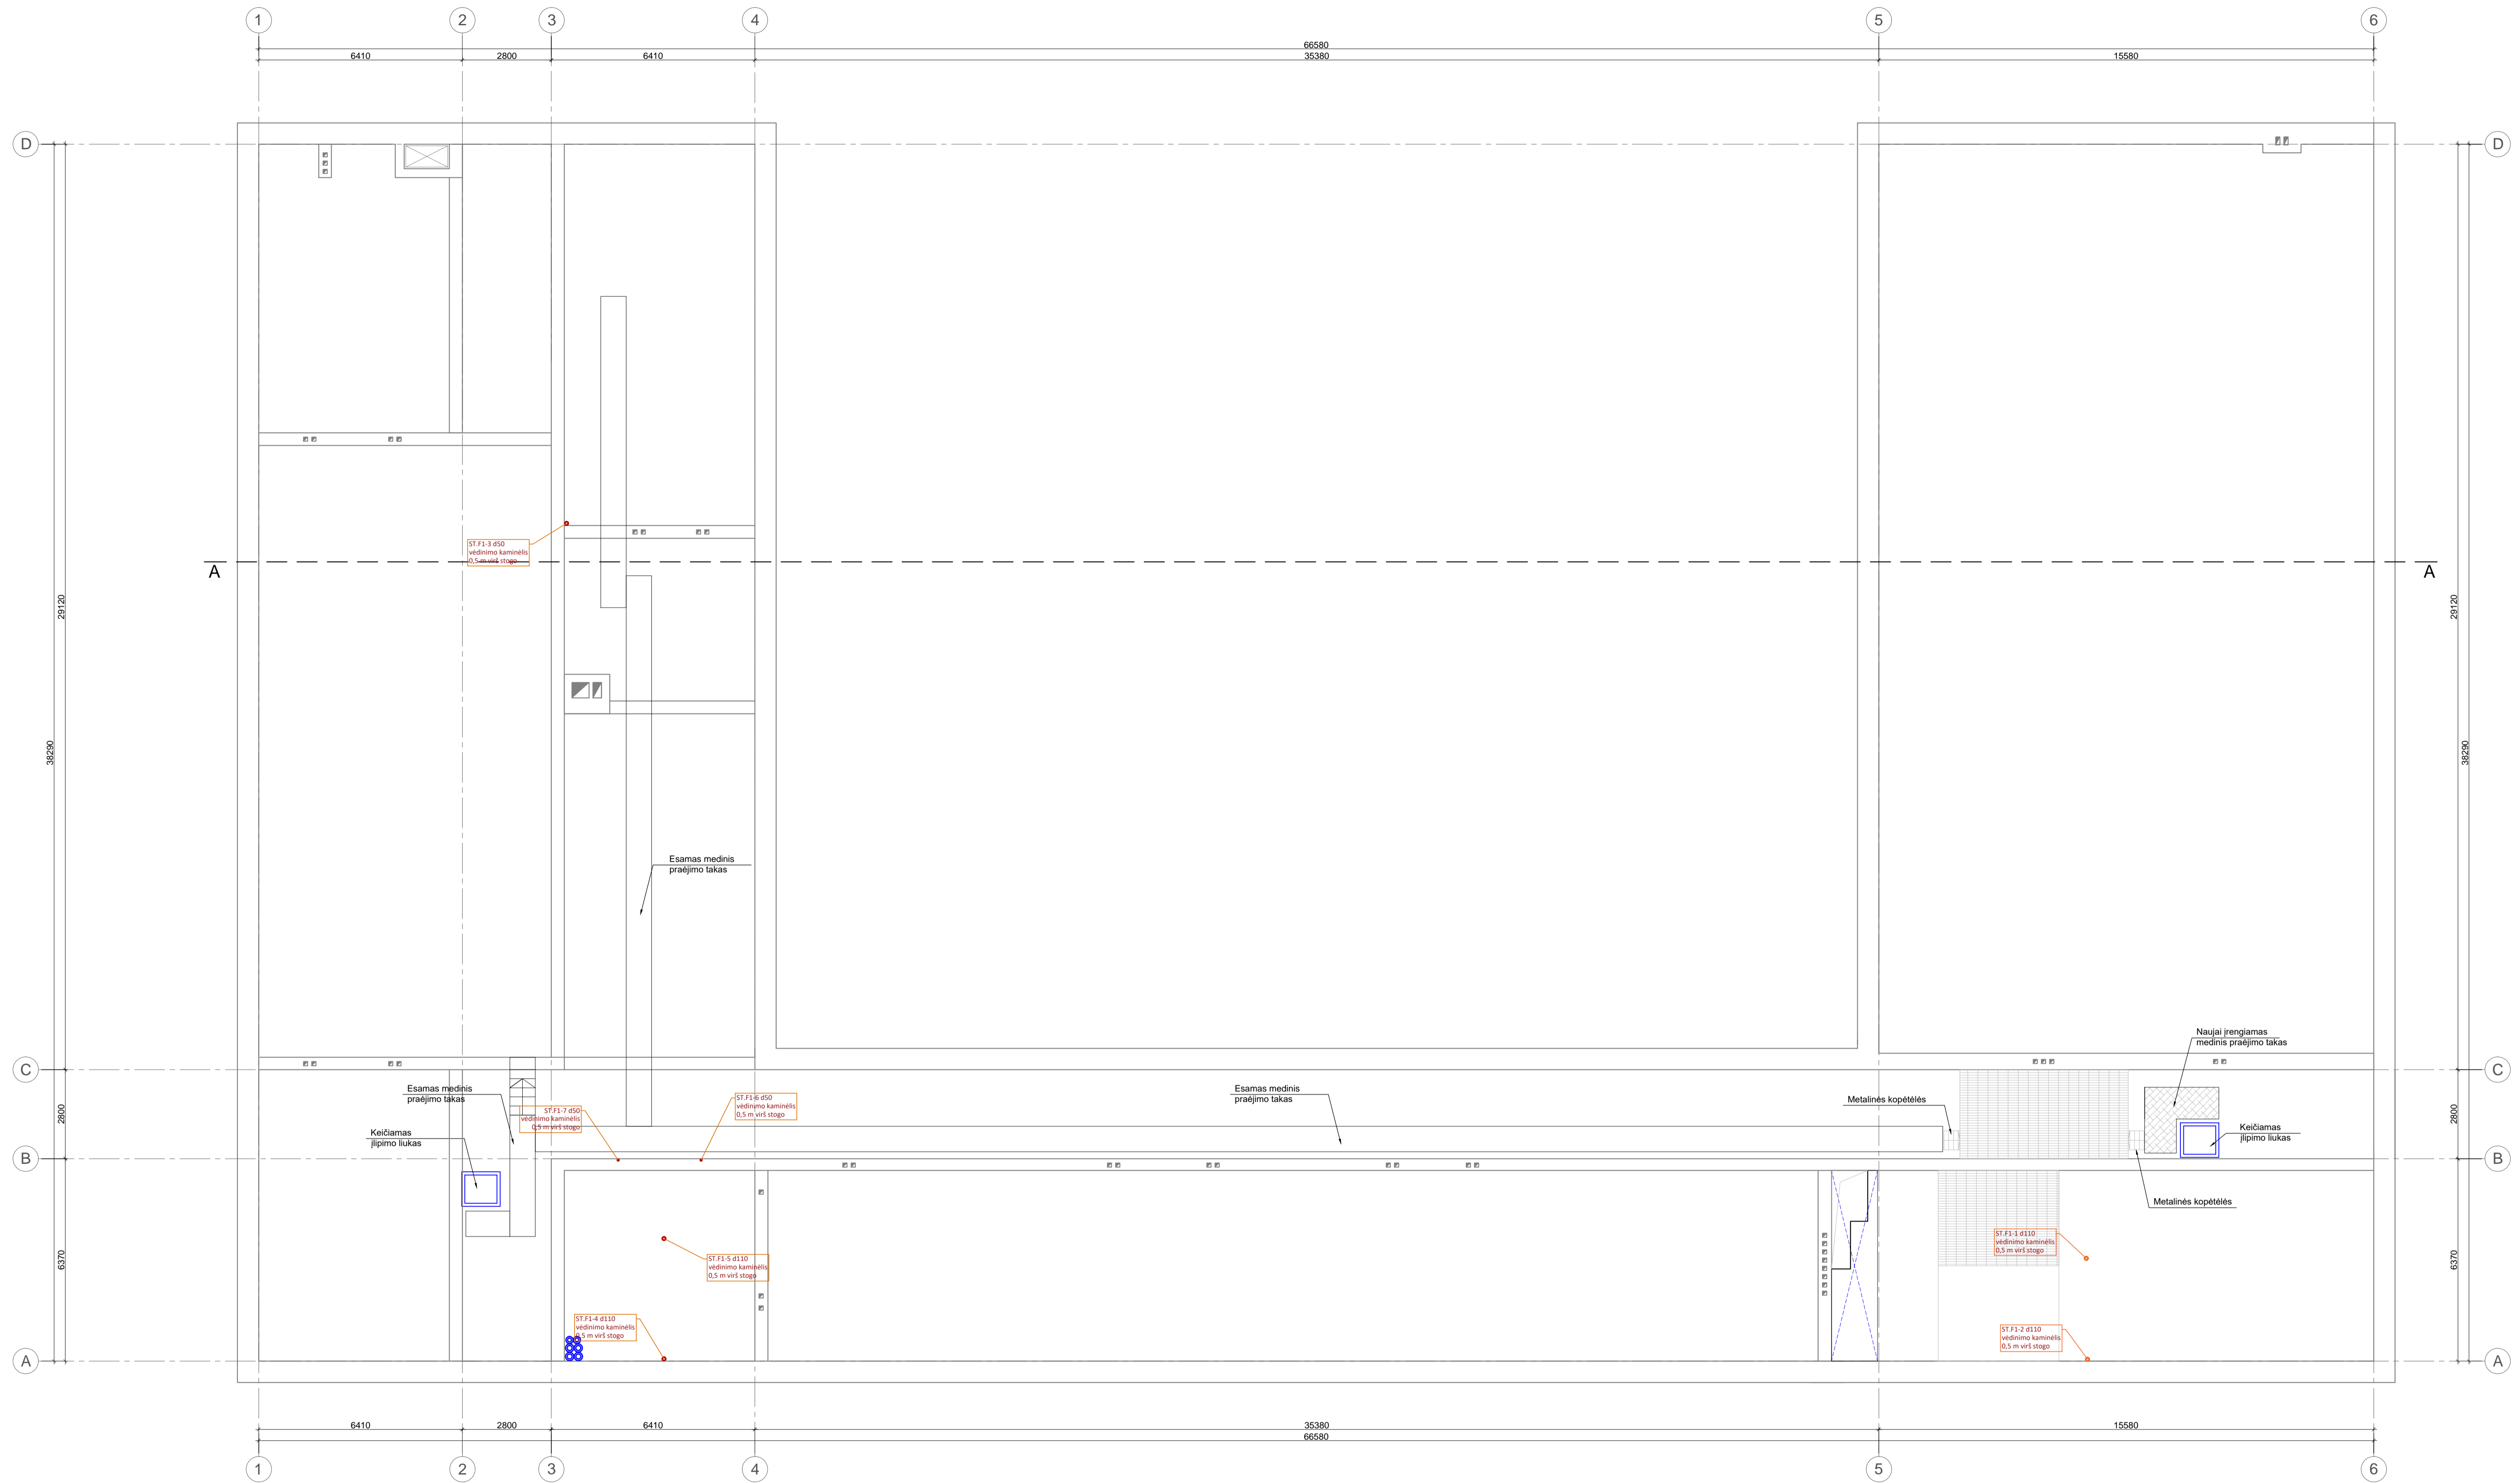 1
2
3
4
5
6
66580
6410
2800
6410
35380
15580
D
D
ST.F1-3 d50
vėdinimo kaminėlis
0,5 m virš stogo
A
A
29120
29120
38290
38290
Esamas medinis
praėjimo takas
Naujai įrengiamas
medinis praėjimo takas
C
C
Esamas medinis
praėjimo takas
ST.F1-7 d50
vėdinimo kaminėlis
0,5 m virš stogo
ST.F1-6 d50
vėdinimo kaminėlis
0,5 m virš stogo
Esamas medinis
praėjimo takas
Metalinės kopėtėlės
2800
2800
Keičiamas
įlipimo liukas
Keičiamas
įlipimo liukas
B
B
Metalinės kopėtėlės
ST.F1-5 d110
vėdinimo kaminėlis
0,5 m virš stogo
ST.F1-1 d110
vėdinimo kaminėlis
0,5 m virš stogo
6370
6370
ST.F1-4 d110
vėdinimo kaminėlis
0,5 m virš stogo
ST.F1-2 d110
vėdinimo kaminėlis
0,5 m virš stogo
A
A
6410
2800
6410
35380
15580
66580
1
2
3
4
5
6